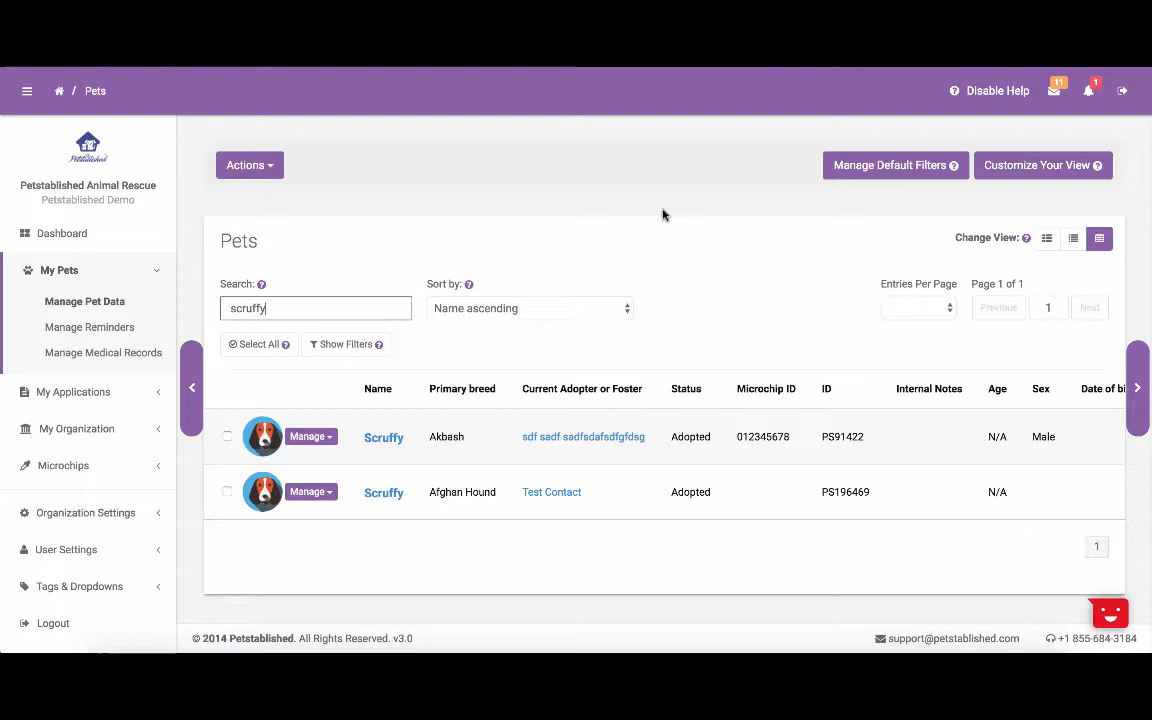 / Pets
Disable Help
11
1
Petstablished
Petstablished Animal Rescue
Petstablished Demo
Dashboard
My Pets
Manage Pet Data
Manage Reminders
Manage Medical Records
My Applications
My Organization
Microchips
Organization Settings
User Settings
Tags & Dropdowns
Logout
Actions
Manage Default Filters ?
Customize Your View ?
Pets
Change View: ?
Search: ?
Sort by: ?
Entries Per Page
Page 1 of 1
scruffy
Name ascending
Previous
1
Next
Select All ?
Show Filters ?
Name Primary breed Current Adopter or Foster Status Microchip ID ID Internal Notes Age Sex Date of bi
Manage Scruffy Akbash sdf sadf sadfsdafsdfgfdsg Adopted 012345678 PS91422 N/A Male
Manage Scruffy Afghan Hound Test Contact Adopted PS196469 N/A
1
© 2014 Petstablished. All Rights Reserved. v3.0
support@petstablished.com
+1 855-684-3184